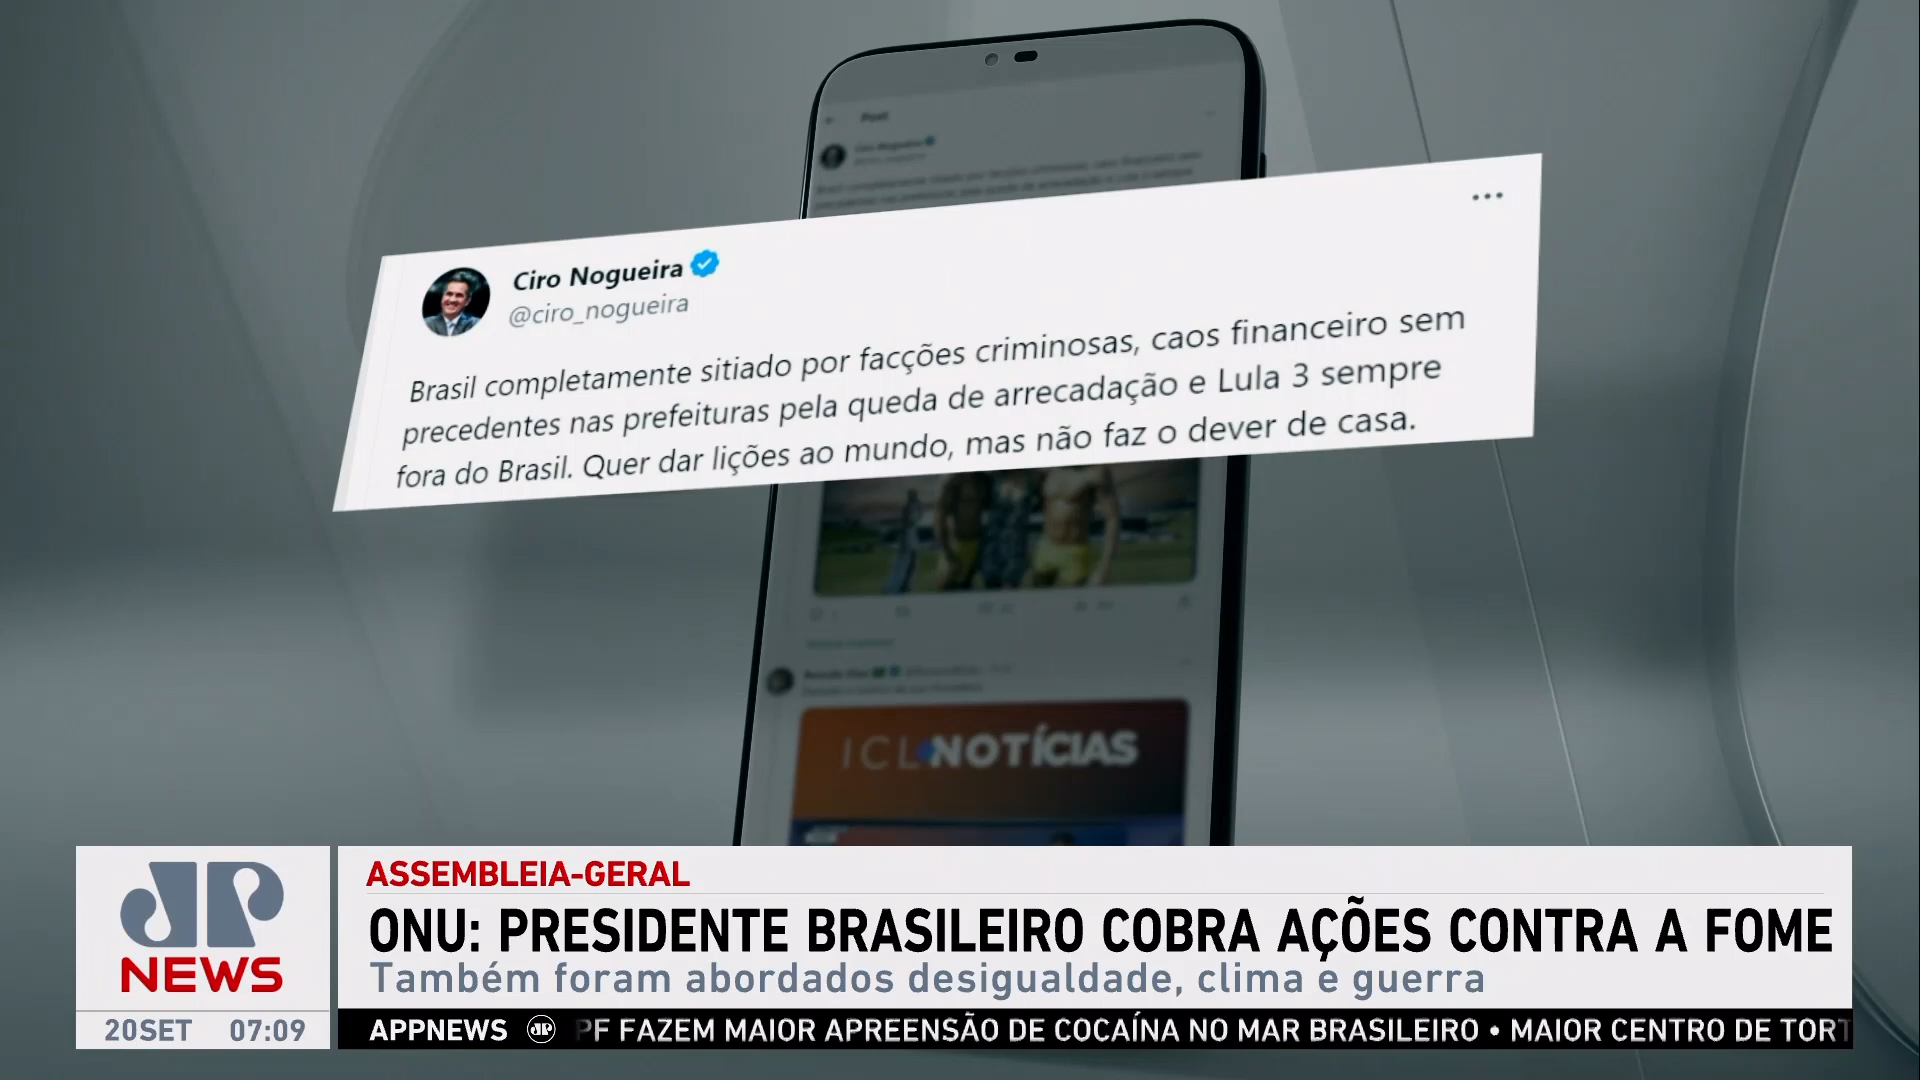 Post
Ciro Nogueira
@ciro_nogueira
Brasil completamente sitiado por facções criminosas, caos financeiro sem
precedentes nas prefeituras pela queda de arrecadação e Lula 3 sempre
fora do Brasil. Quer dar lições ao mundo, mas não faz o dever de casa.
ICL NOTÍCIAS
JP
NEWS
20SET 07:09
ASSEMBLEIA-GERAL
ONU: PRESIDENTE BRASILEIRO COBRA AÇÕES CONTRA A FOME
Também foram abordados desigualdade, clima e guerra
APPNEWS JP PF FAZEM MAIOR APREENSÃO DE COCAÍNA NO MAR BRASILEIRO • MAIOR CENTRO DE TORT